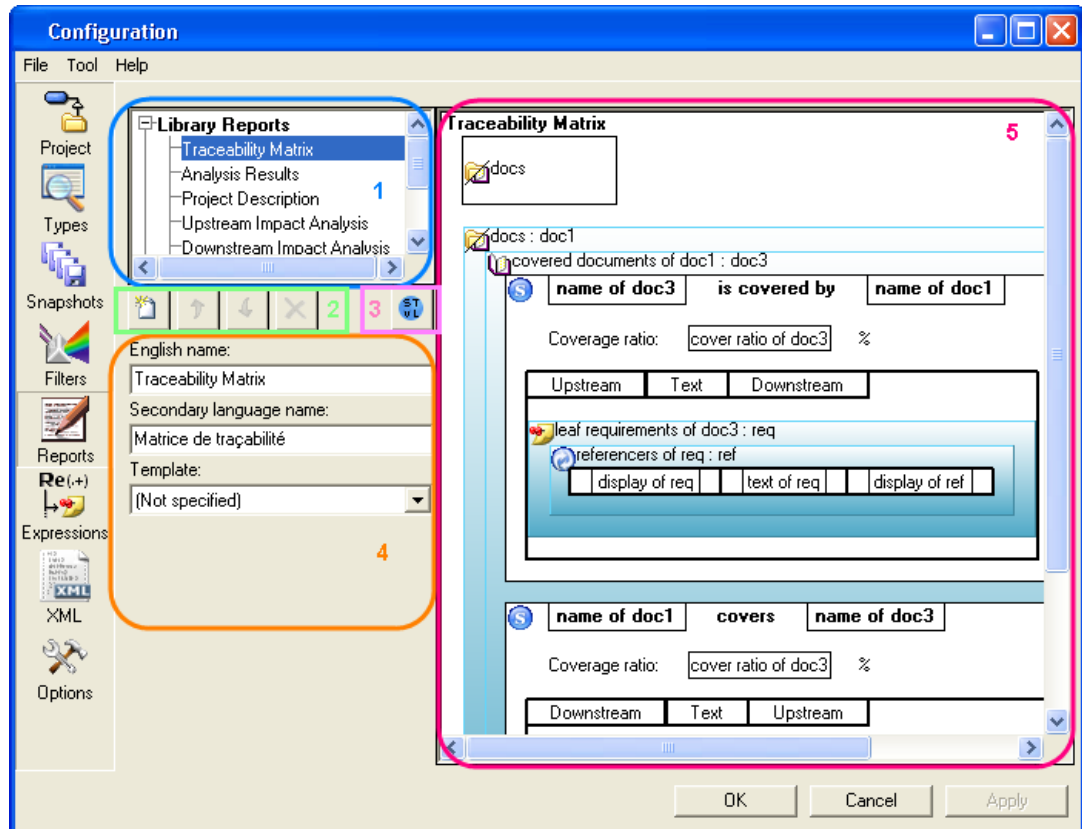 Configuration
File Tool Help
Project
Types
Snapshots
Filters
Reports
Re(.+)
Expressions
XML
XML
Options
Library Reports
Traceability Matrix
Analysis Results
Project Description
Upstream Impact Analysis
Downstream Impact Analysis
1
2
3
ST
English name:
Traceability Matrix
Secondary language name:
Matrice de traçabilité
Template:
(Not specified)
4
Traceability Matrix
5
docs
docs : doc1
covered documents of doc1 : doc3
S name of doc3 is covered by name of doc1
Coverage ratio: cover ratio of doc3 %
Upstream Text Downstream
leaf requirements of doc3 : req
referencers of req : ref
display of req text of req display of ref
S name of doc1 covers name of doc3
Coverage ratio: cover ratio of doc3 %
Downstream Text Upstream
OK Cancel Apply